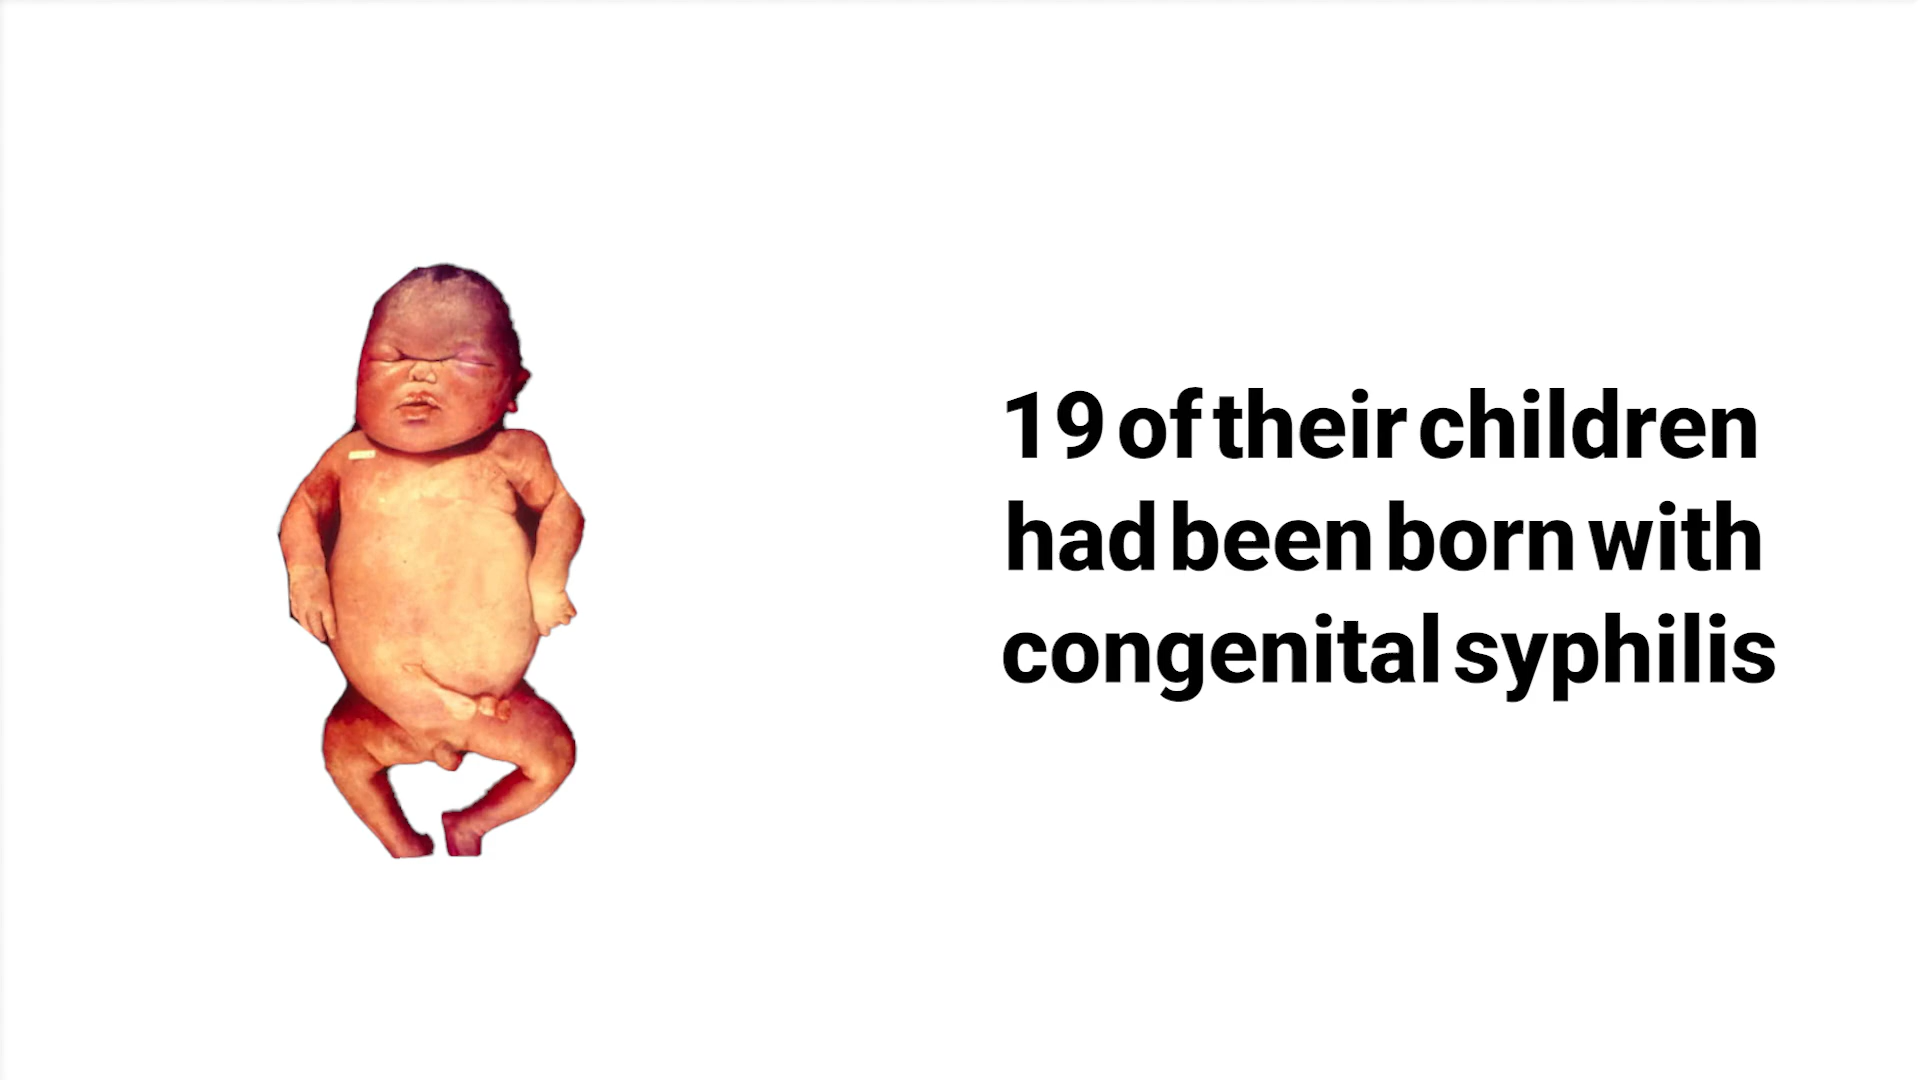 19 of their children
had been born with
congenital syphilis